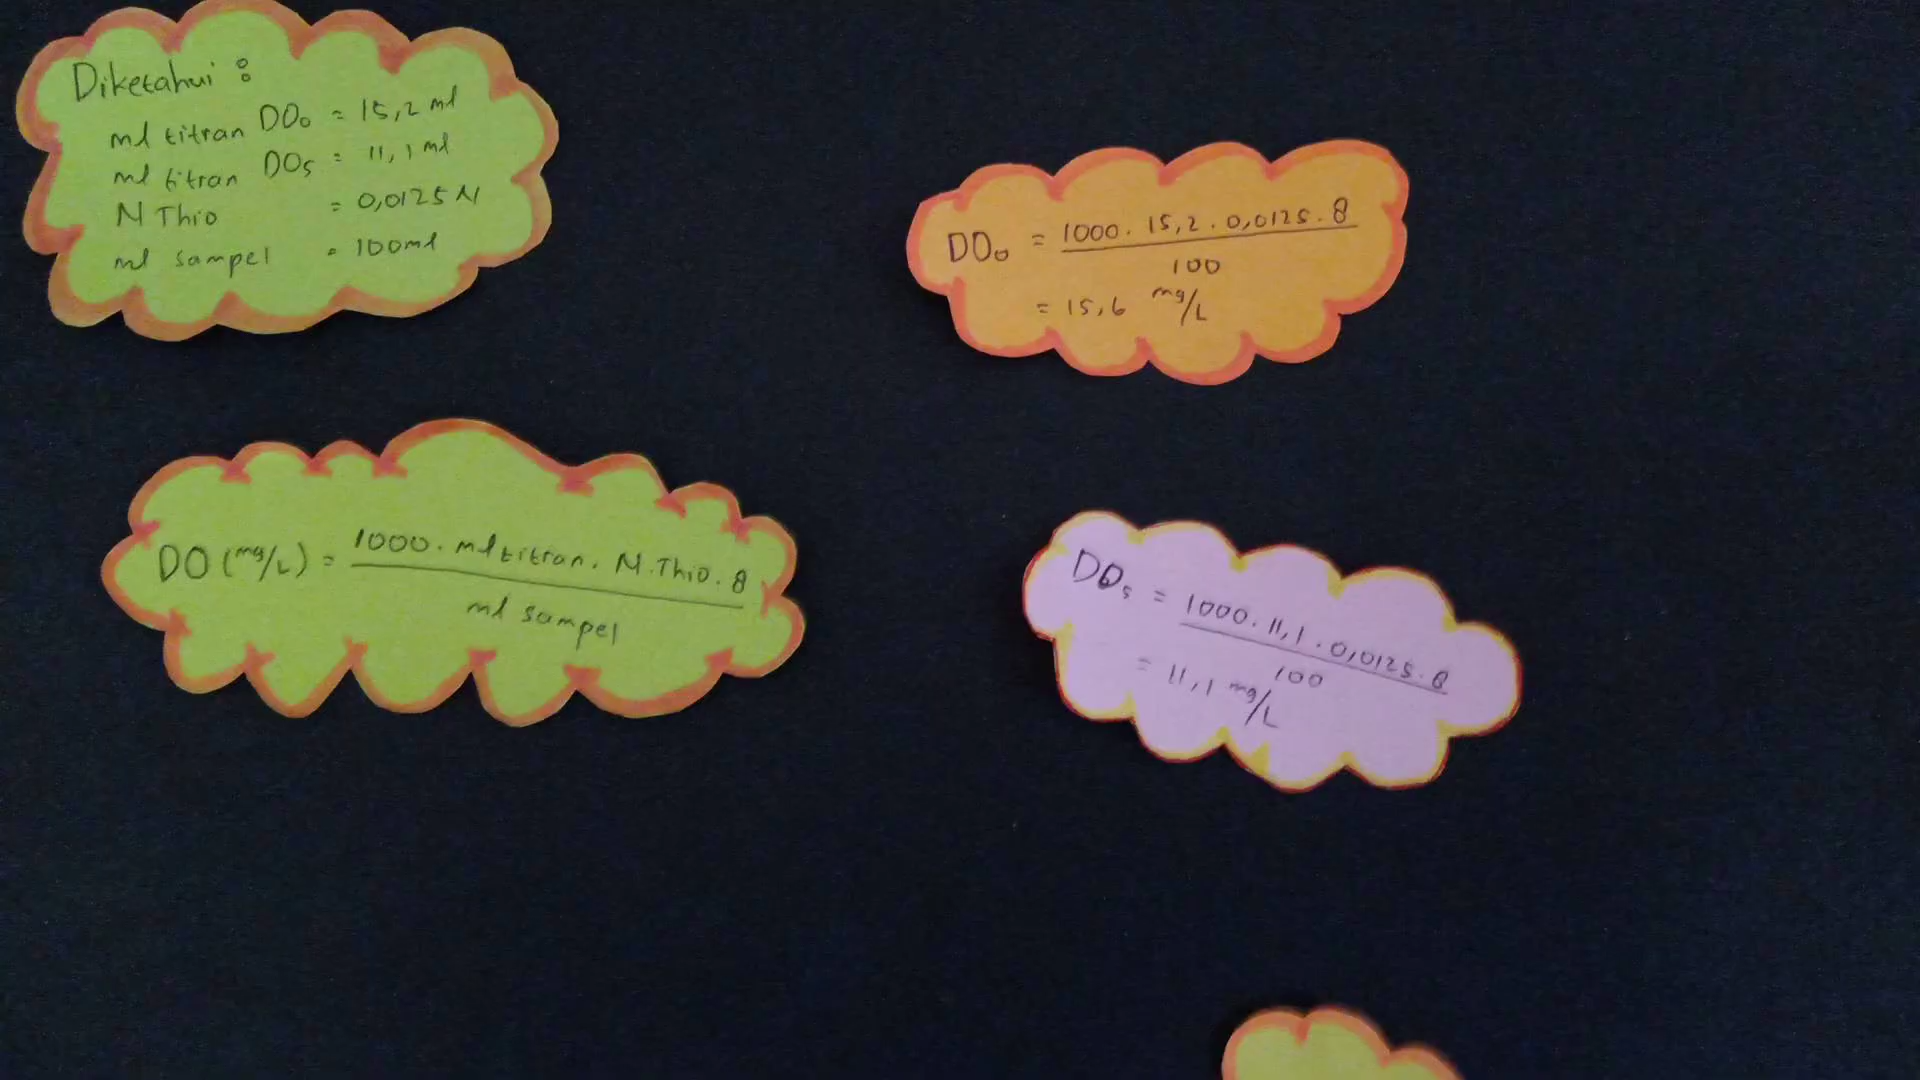 Diketahui :
ml titran DO₀ = 15,2 ml
ml titran DO₅ = 11,1 ml
N Thio = 0,0125 N
ml sampel = 100ml
DO (mg/L) = 1000 . ml titran . N.Thio . 8
ml sampel
DO₀ = 1000 . 15,2 . 0,0125 . 8
100
= 15,6 mg/L
DO₅ = 1000 . 11,1 . 0,0125 . 8
100
= 11,1 mg/L